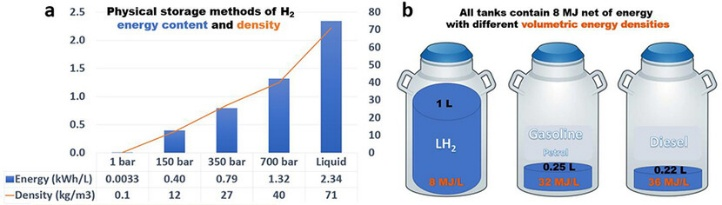 a
Physical storage methods of H2
energy content and density
2.5
2.0
1.5
1.0
0.5
0.0
80
70
60
50
40
30
20
10
0
1 bar 150 bar 350 bar 700 bar Liquid
Energy (kWh/L) 0.0033 0.40 0.79 1.32 2.34
Density (kg/m3) 0.1 12 27 40 71
b
All tanks contain 8 MJ net of energy
with different volumetric energy densities
1 L
LH2
8 MJ/L
Gasoline
Petrol
0.25 L
32 MJ/L
Diesel
0.22 L
36 MJ/L